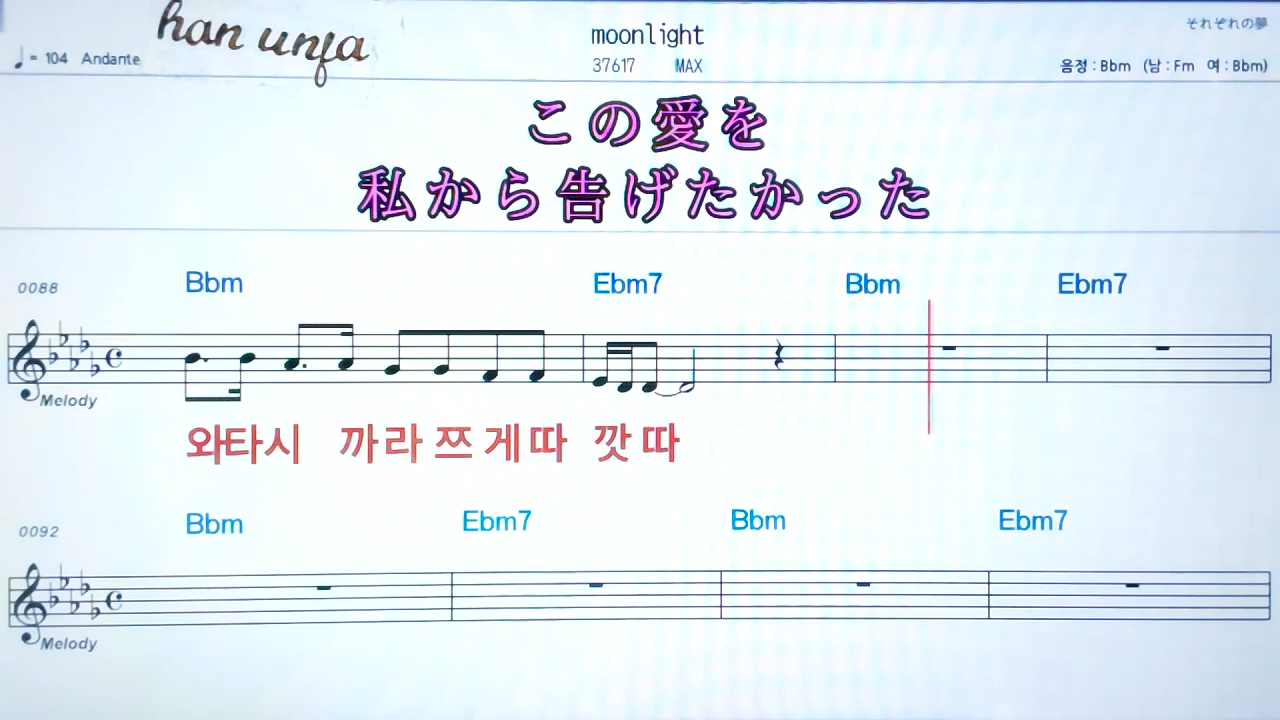 han unja
moonlight
それぞれの夢
♩= 104 Andante
37617 MAX
음정 : Bbm (남 : Fm 여 : Bbm)
この愛を
私から告げたかった
0088 Bbm Ebm7 Bbm Ebm7
Melody
와타시 까라 쯔 게 따 깟 따
0092 Bbm Ebm7 Bbm Ebm7
Melody